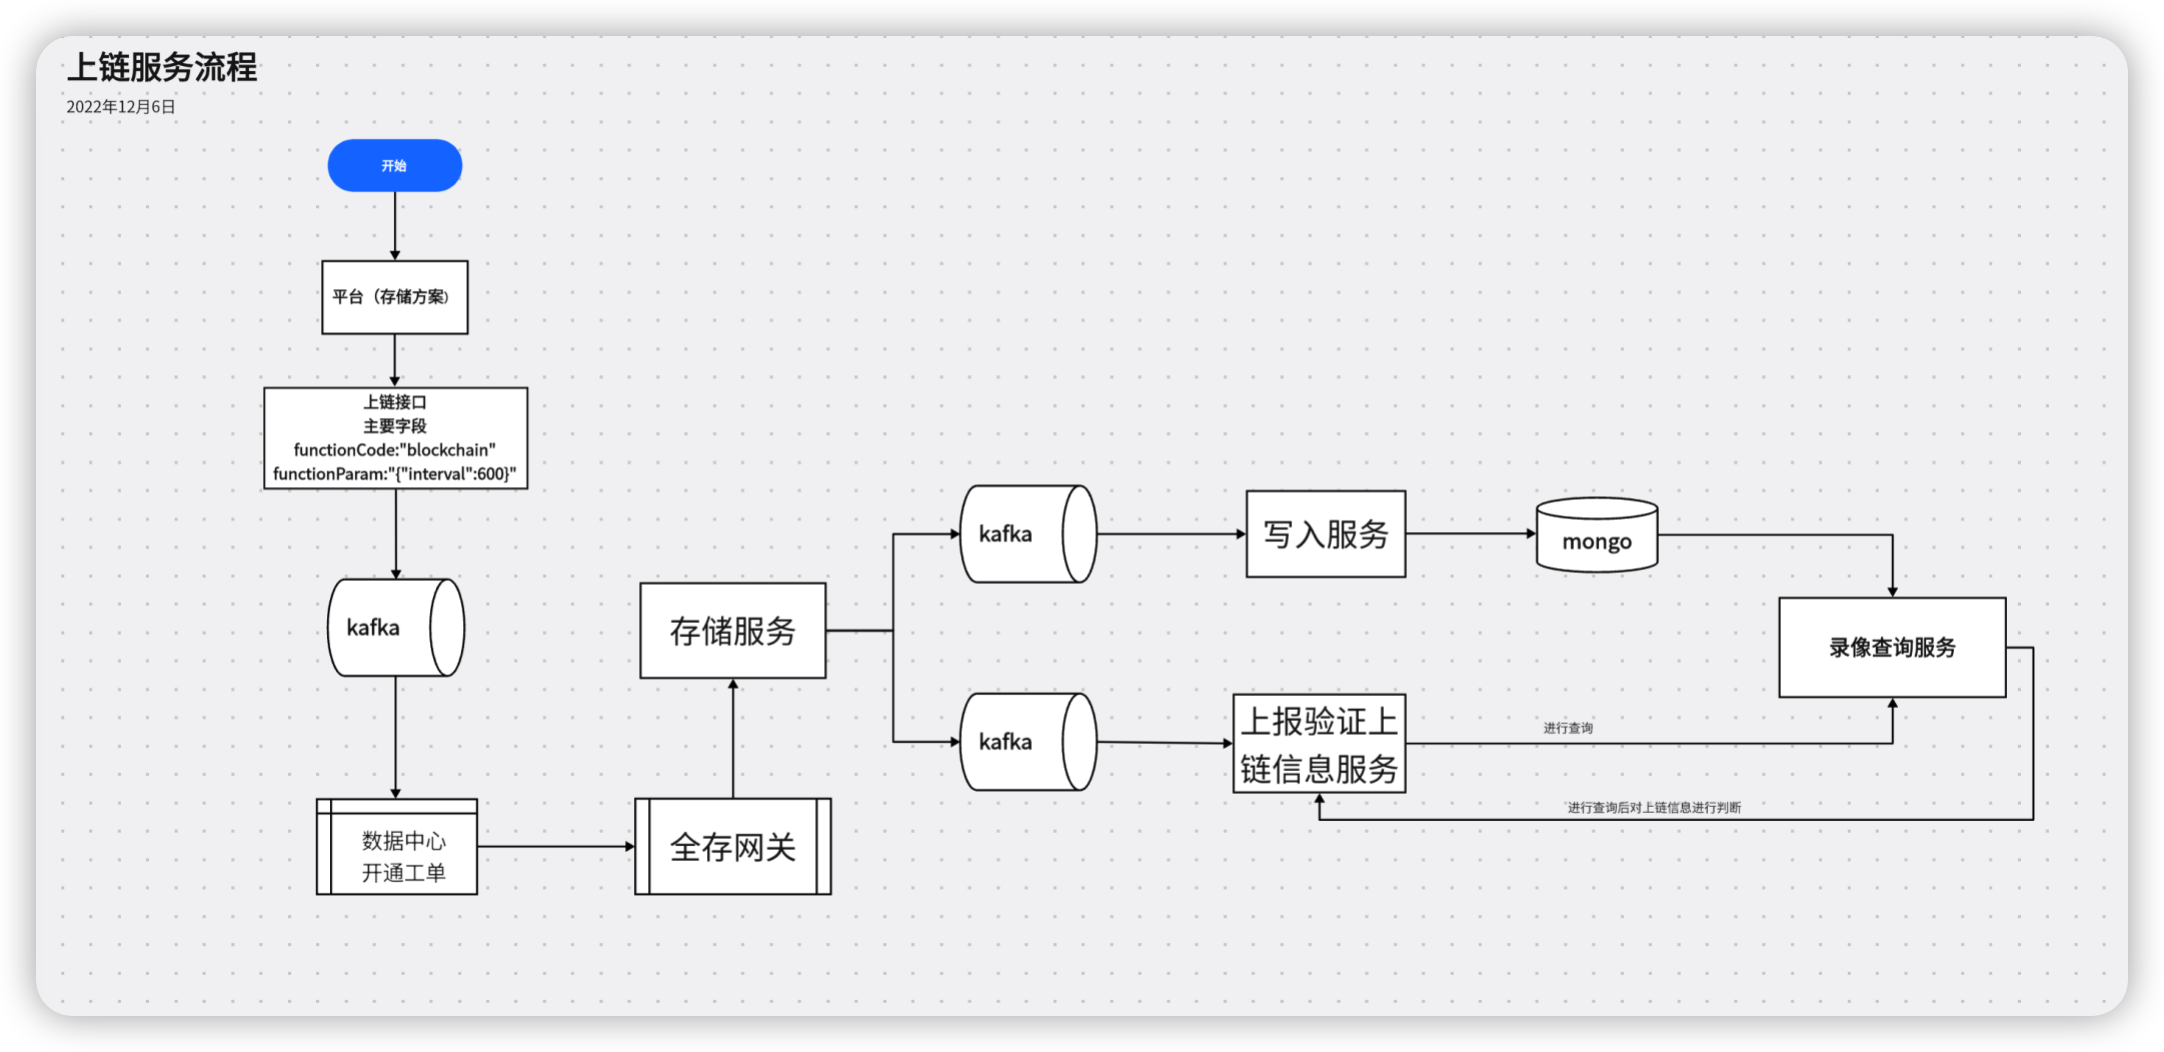 上链服务流程
2022年12月6日
开始
平台（存储方案）
上链接口
主要字段
functionCode:"blockchain"
functionParam:"{"interval":600}"
kafka
数据中心
开通工单
全存网关
存储服务
kafka
写入服务
mongo
录像查询服务
kafka
上报验证上
链信息服务
进行查询
进行查询后对上链信息进行判断